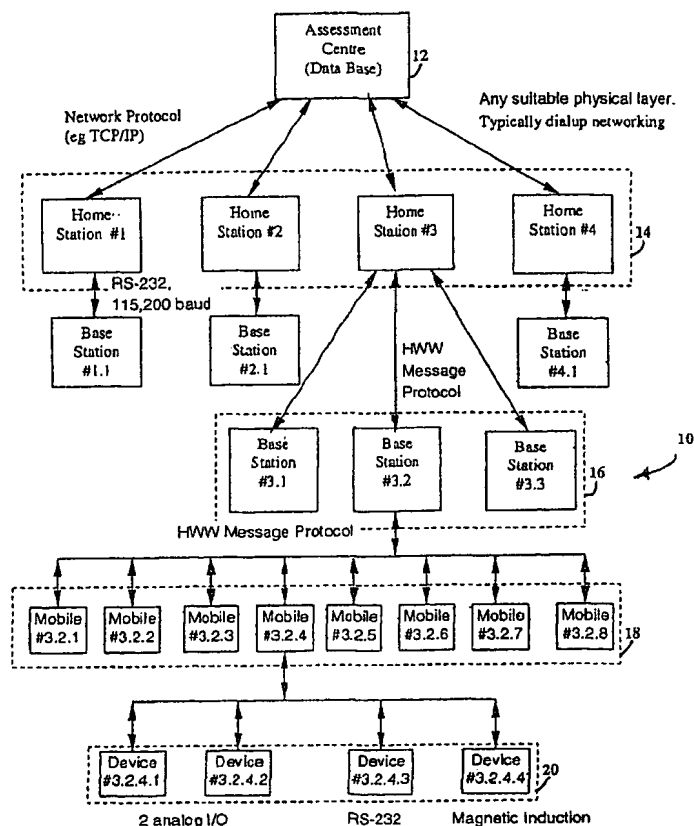 Assessment
Centre
(Data Base)
12
Network Protocol
(eg TCP/IP)
Any suitable physical layer.
Typically dialup networking
Home
Station #1
Home
Station #2
Home
Station #3
Home
Station #4
14
RS-232,
115,200 baud
Base
Station
#1.1
Base
Station
#2.1
HWW
Message
Protocol
Base
Station
#4.1
Base
Station
#3.1
Base
Station
#3.2
Base
Station
#3.3
16
10
HWW Message Protocol
Mobile
#3.2.1
Mobile
#3.2.2
Mobile
#3.2.3
Mobile
#3.2.4
Mobile
#3.2.5
Mobile
#3.2.6
Mobile
#3.2.7
Mobile
#3.2.8
18
Device
#3.2.4.1
Device
#3.2.4.2
Device
#3.2.4.3
Device
#3.2.4.4
20
2 analog I/O
RS-232
Magnetic Induction